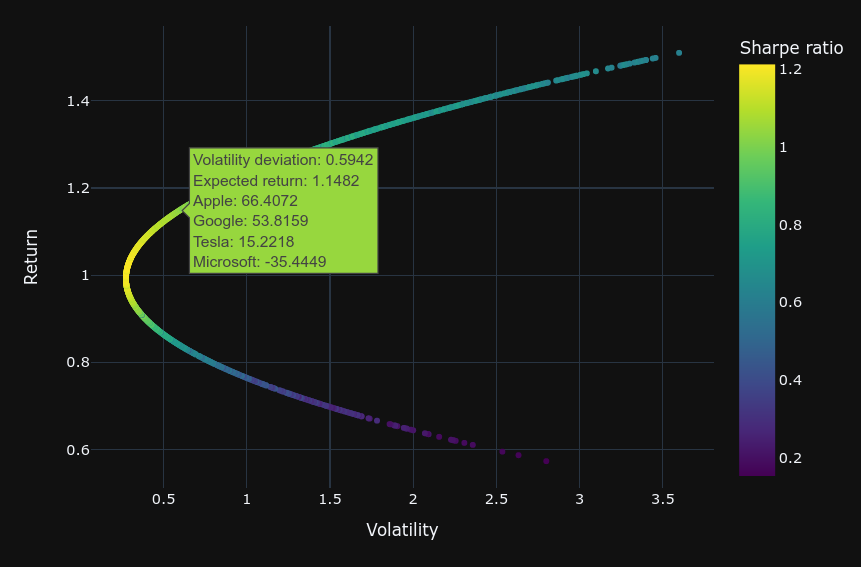 Sharpe ratio
1.2
1
0.8
0.6
0.4
0.2
Return
1.4
1.2
1
0.8
0.6
Volatility deviation: 0.5942
Expected return: 1.1482
Apple: 66.4072
Google: 53.8159
Tesla: 15.2218
Microsoft: -35.4449
0.5
1
1.5
2
2.5
3
3.5
Volatility